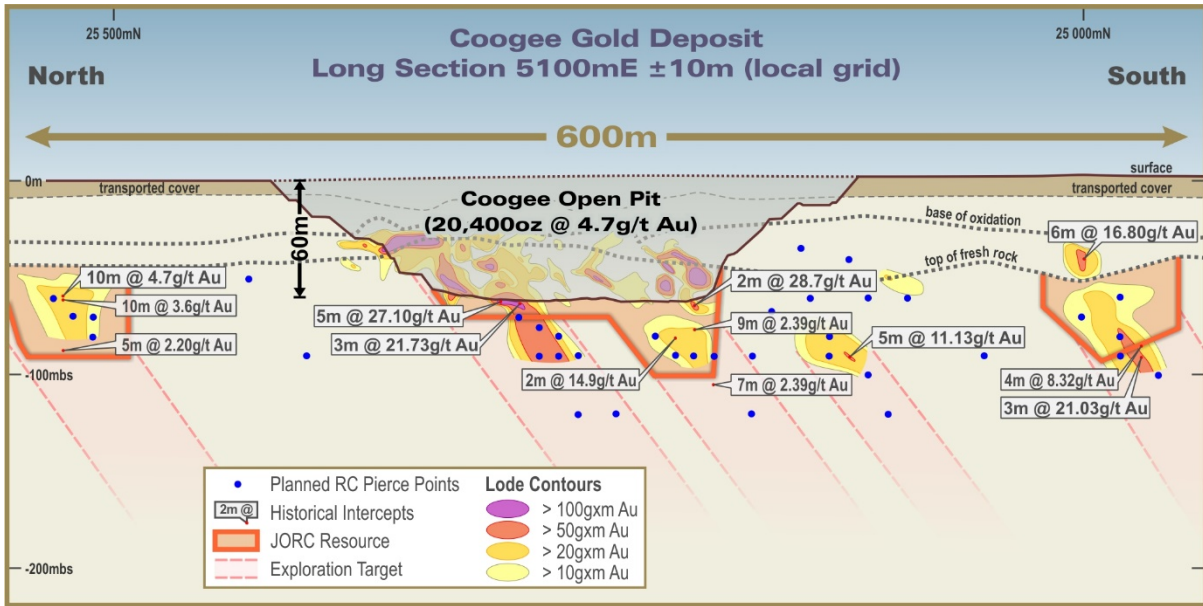 25 500mN
25 000mN
Coogee Gold Deposit
Long Section 5100mE ±10m (local grid)
North
South
600m
surface
0m
transported cover
transported cover
Coogee Open Pit
(20,400oz @ 4.7g/t Au)
60m
base of oxidation
top of fresh rock
6m @ 16.80g/t Au
10m @ 4.7g/t Au
10m @ 3.6g/t Au
5m @ 2.20g/t Au
2m @ 28.7g/t Au
5m @ 27.10g/t Au
3m @ 21.73g/t Au
9m @ 2.39g/t Au
5m @ 11.13g/t Au
2m @ 14.9g/t Au
7m @ 2.39g/t Au
4m @ 8.32g/t Au
3m @ 21.03g/t Au
-100mbs
-200mbs
Planned RC Pierce Points
2m @
Historical Intercepts
JORC Resource
Exploration Target
Lode Contours
> 100gxm Au
> 50gxm Au
> 20gxm Au
> 10gxm Au